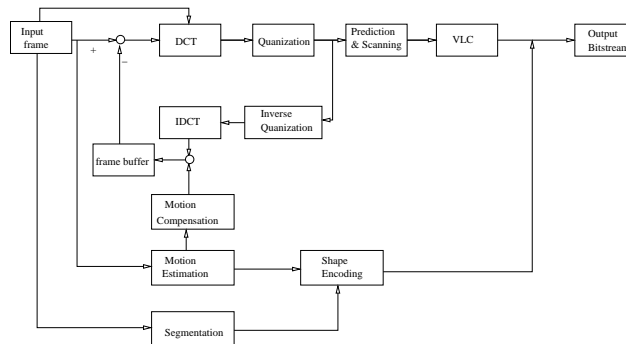 Input
frame
+
−
DCT
Quanization
Prediction
& Scanning
VLC
Output
Bitstream
IDCT
Inverse
Quanization
frame buffer
Motion
Compensation
Motion
Estimation
Shape
Encoding
Segmentation